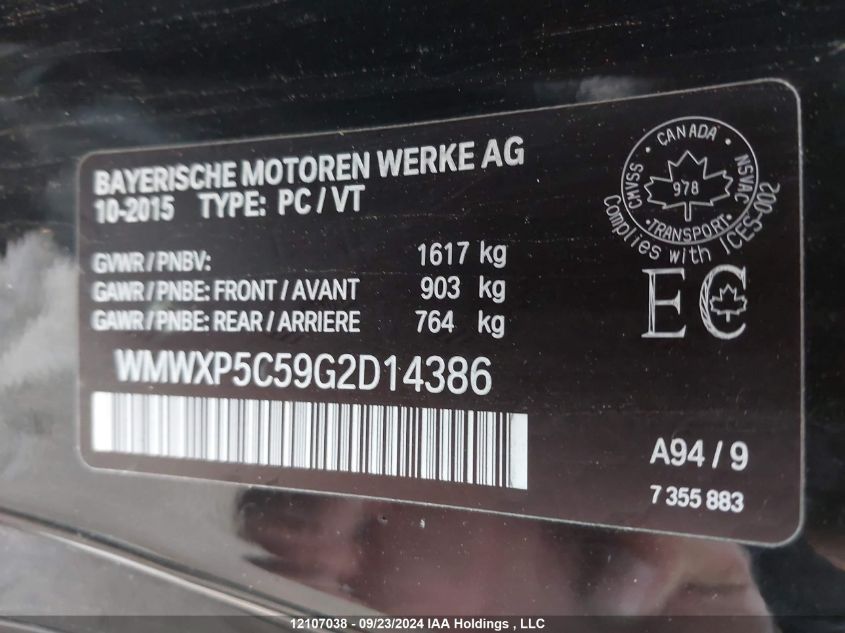 BAYERISCHE MOTOREN WERKE AG
10-2015 TYPE: PC / VT
GVWR / PNBV: 1617 kg
GAWR / PNBE: FRONT / AVANT 903 kg
GAWR / PNBE: REAR / ARRIERE 764 kg
WMWXP5C59G2D14386
CANADA
CMVSS
978
NSVAC
TRANSPORT
Complies with ICES-002
EC
A94 / 9
7 355 883
12107038 - 09/23/2024 IAA Holdings , LLC